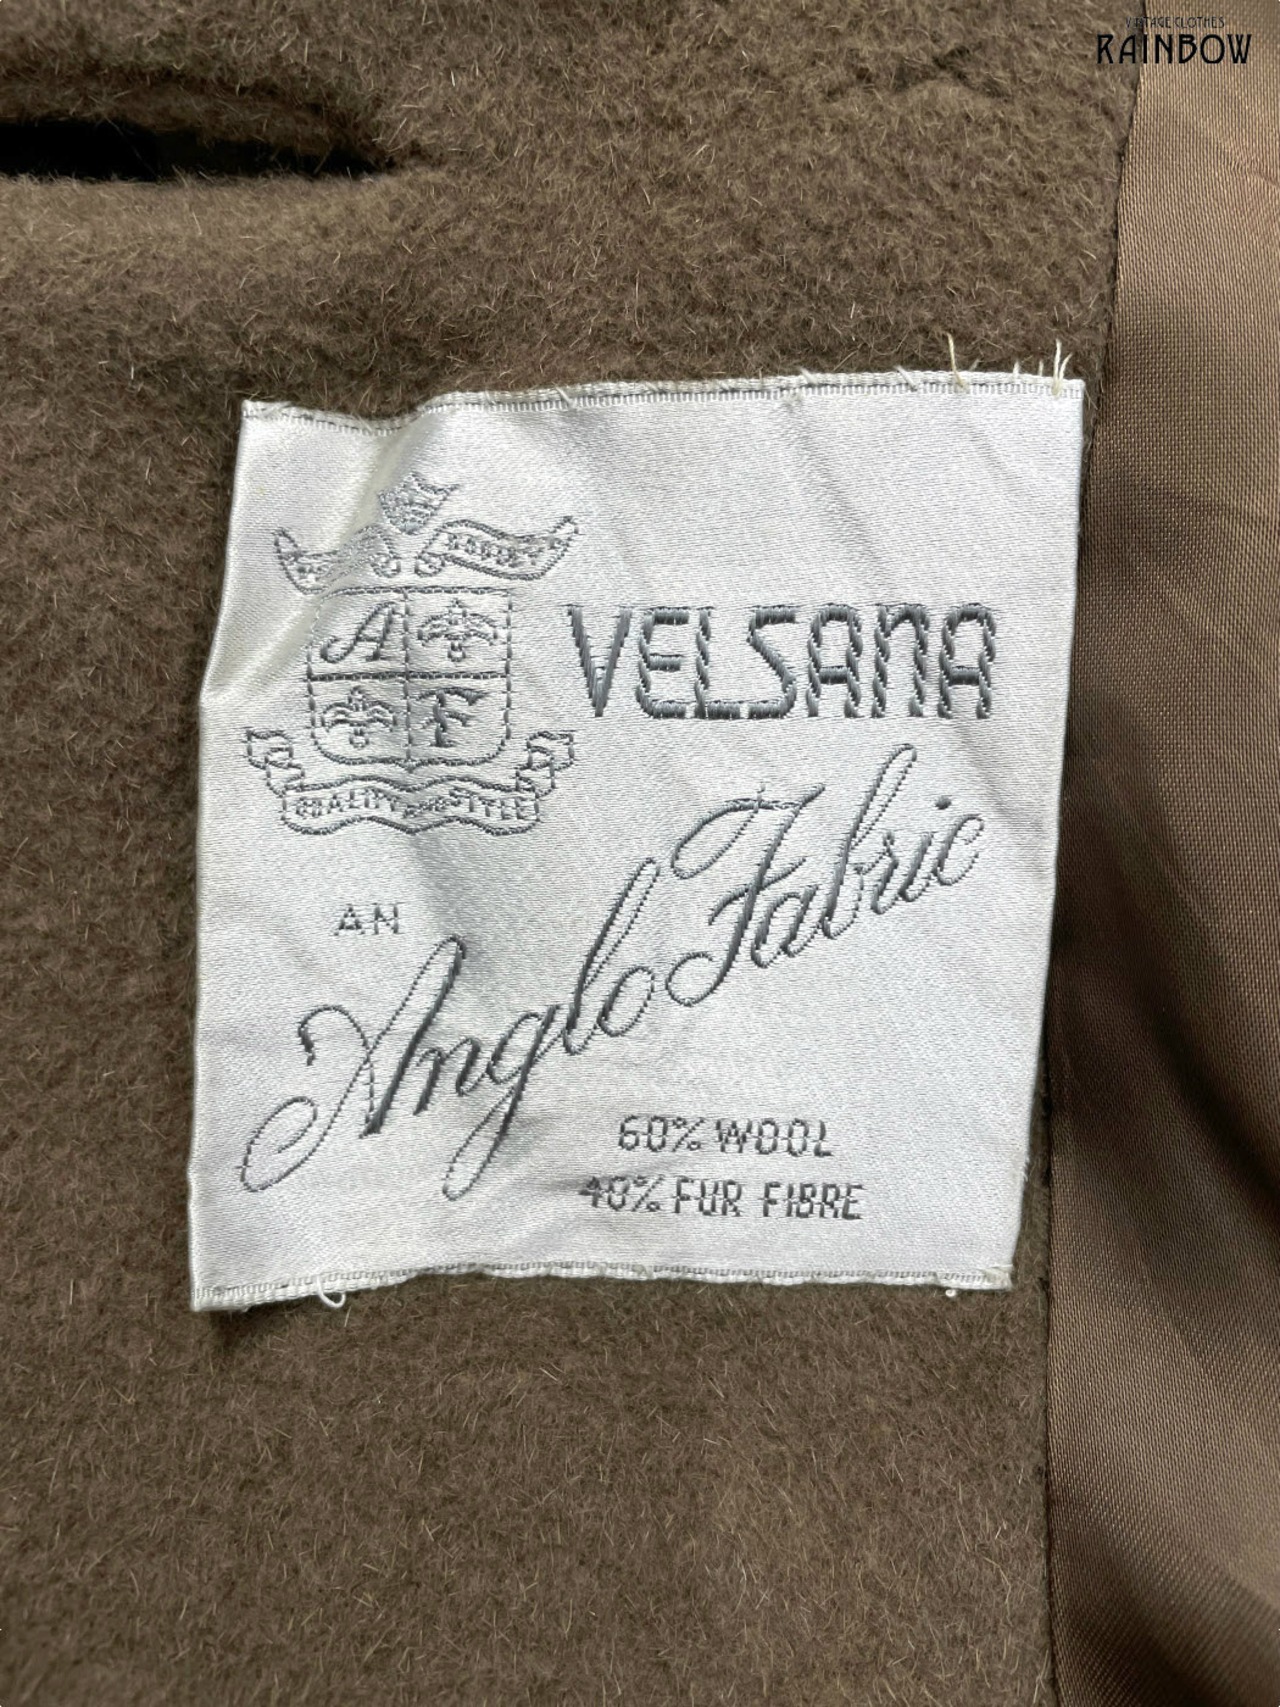 VINTAGE CLOTHES
RAINBOW
A
F
QUALITY AND STYLE
VELSANA
AN
Anglo Fabric
60% WOOL
40% FUR FIBRE